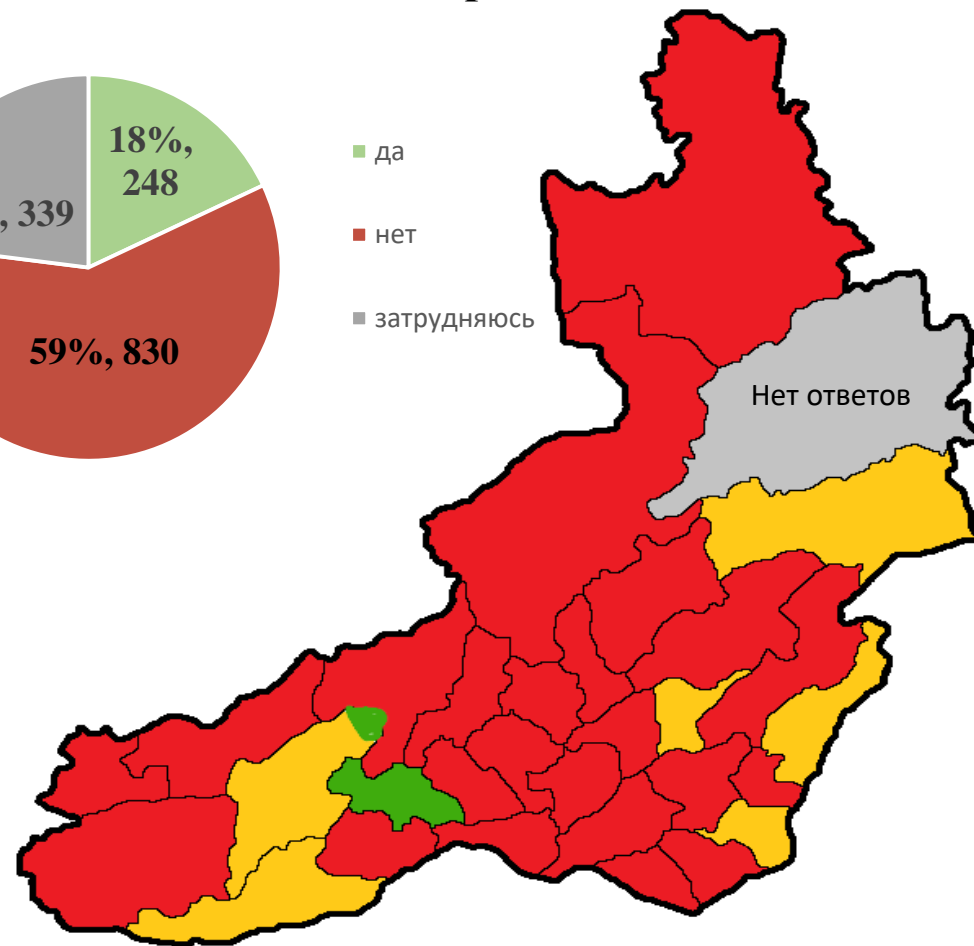 18%,
248
, 339
59%, 830
да
нет
затрудняюсь
Нет ответов